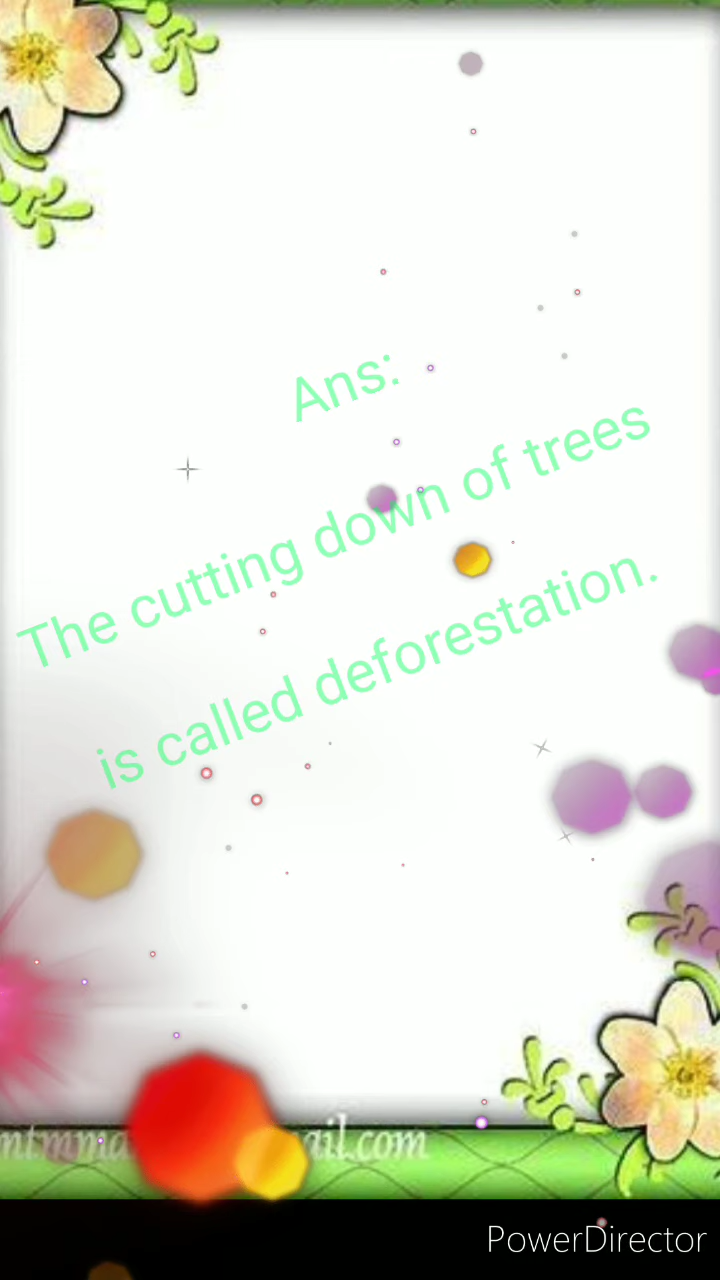 Ans:
The cutting down of trees
is called deforestation.
ail.com
PowerDirector